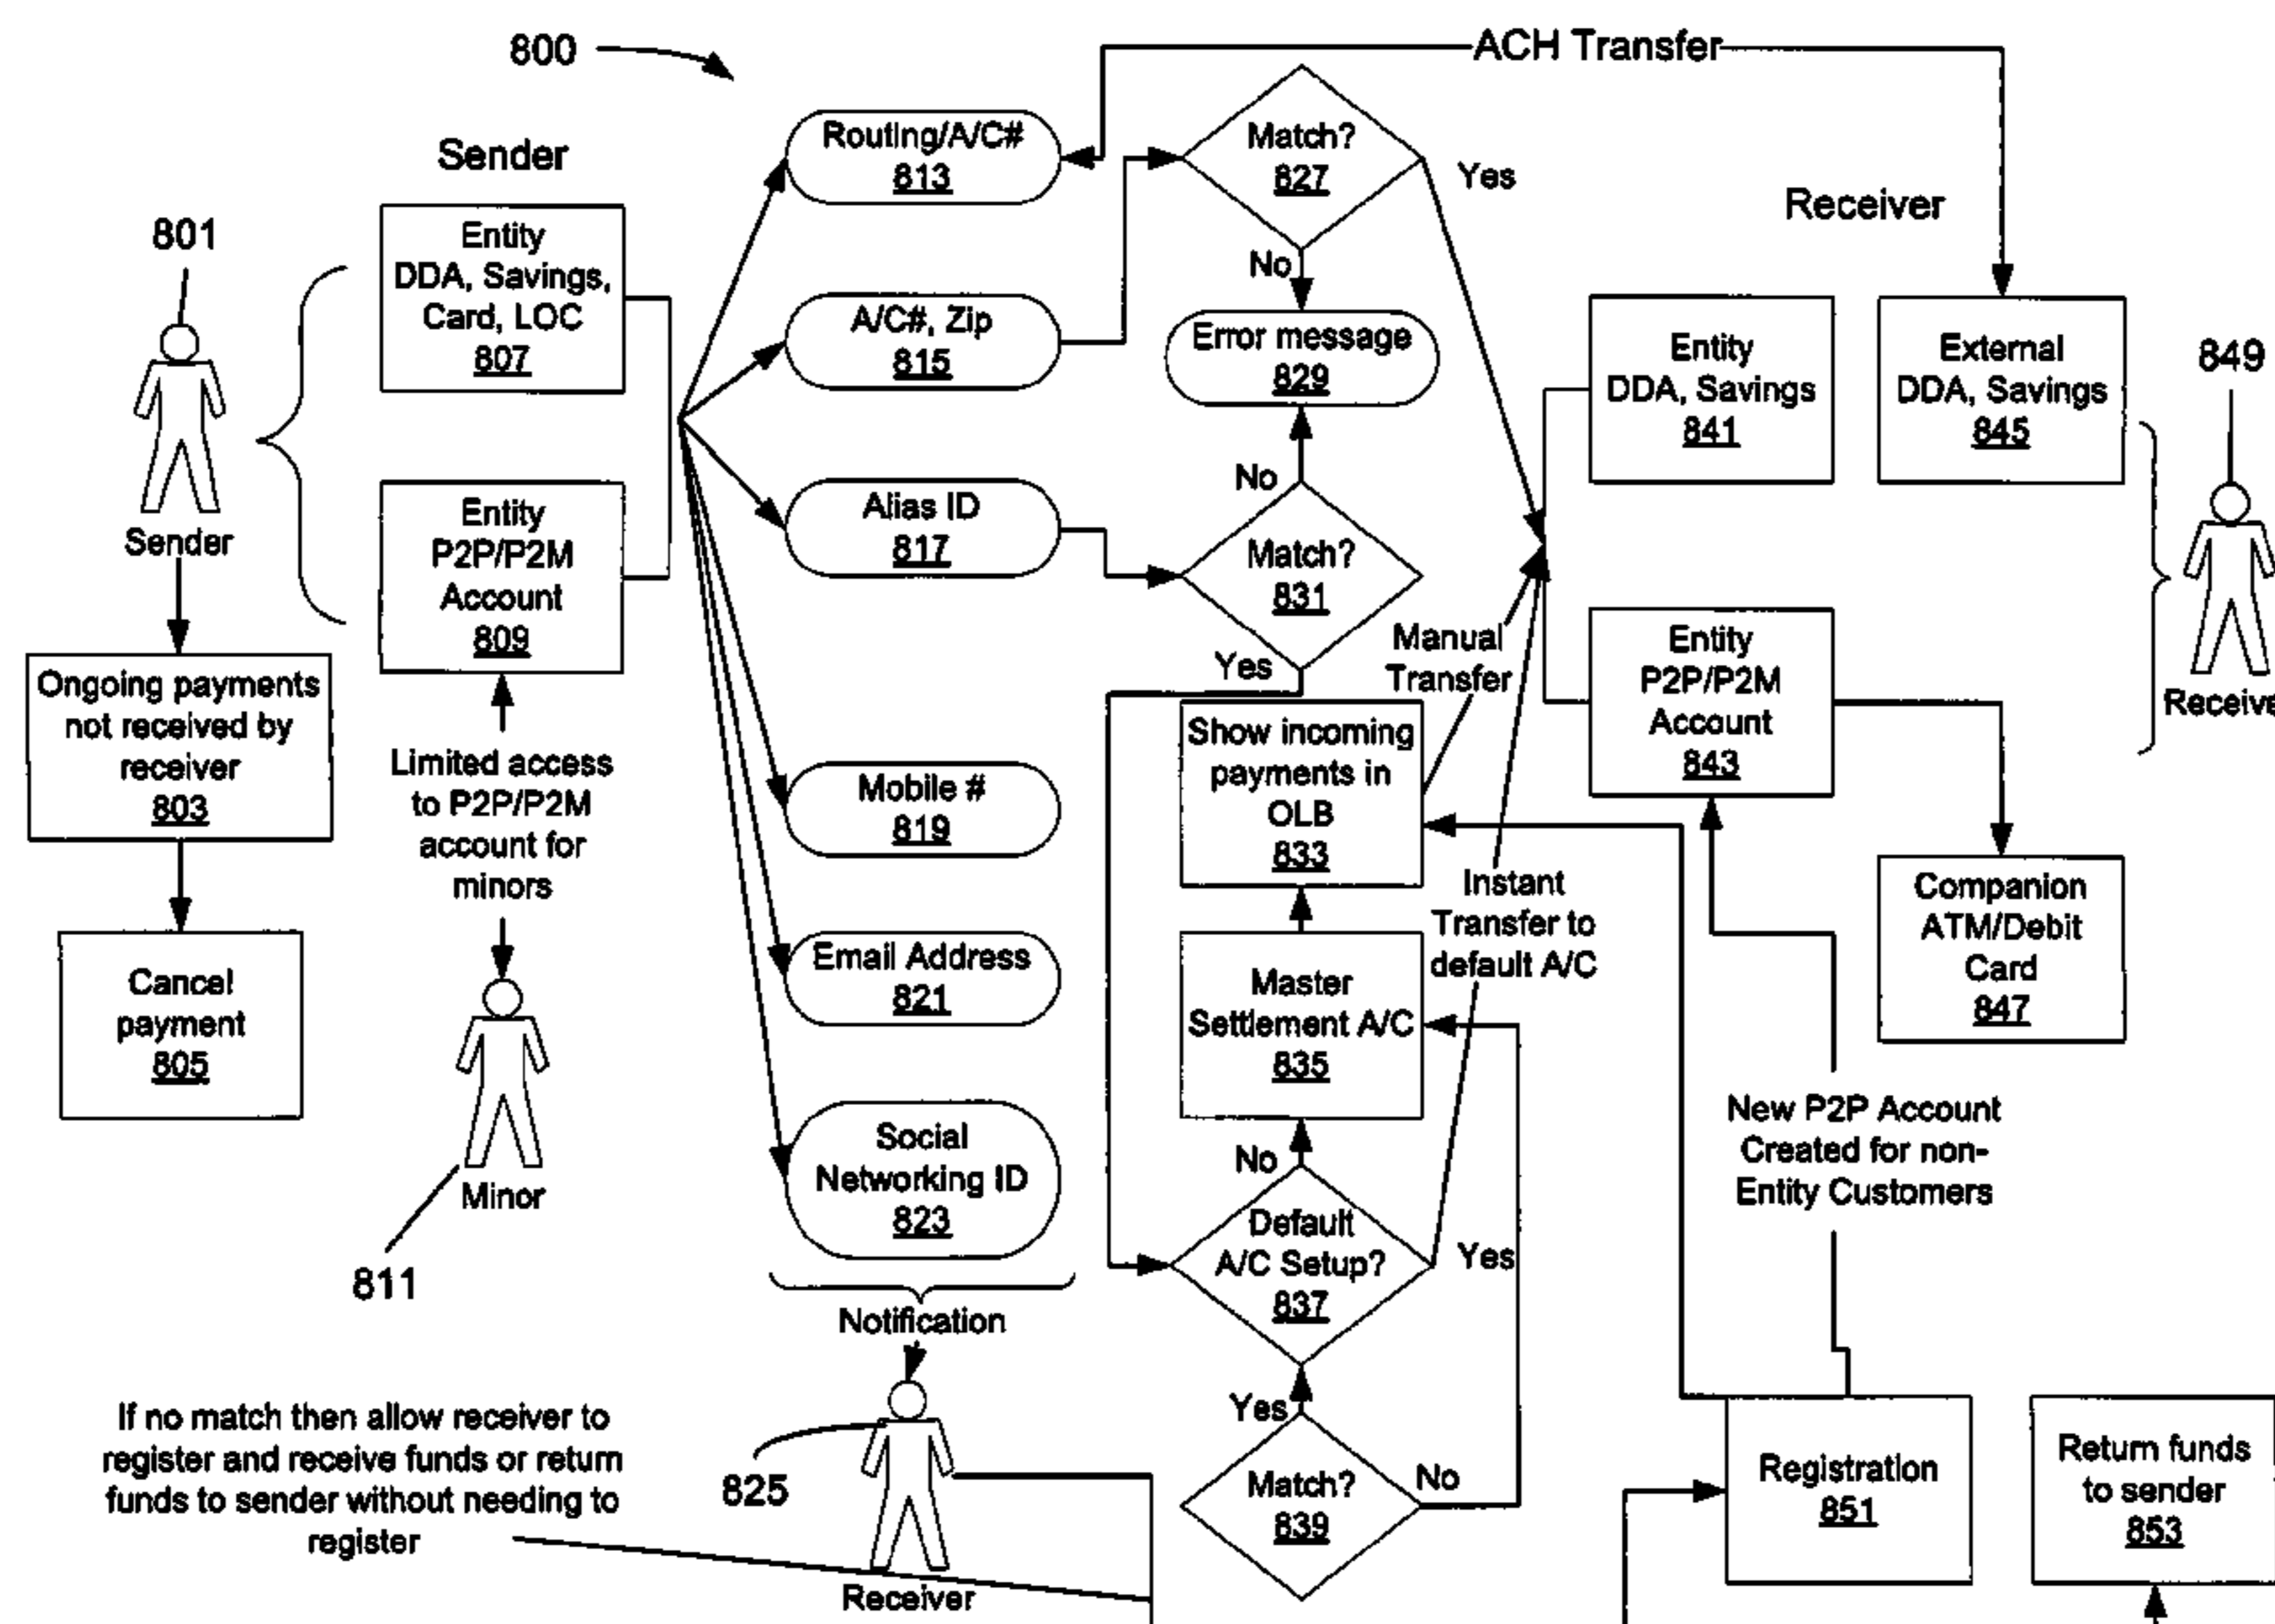 800
ACH Transfer
Sender
801
Entity
DDA, Savings,
Card, LOC
807
Sender
Entity
P2P/P2M
Account
809
Ongoing payments
not received by
receiver
803
Cancel
payment
805
Limited access
to P2P/P2M
account for
minors
Minor
811
Routing/A/C#
813
A/C#, Zip
815
Alias ID
817
Mobile #
819
Email Address
821
Social
Networking ID
823
Notification
825
Receiver
If no match then allow receiver to
register and receive funds or return
funds to sender without needing to
register
Match?
827
Yes
No
Error message
829
No
Match?
831
Yes
Manual
Transfer
Show incoming
payments in
OLB
833
Instant
Transfer to
default A/C
Master
Settlement A/C
835
No
Default
A/C Setup?
837
Yes
Yes
Match?
839
No
Receiver
Entity
DDA, Savings
841
External
DDA, Savings
845
849
Receive
Entity
P2P/P2M
Account
843
Companion
ATM/Debit
Card
847
New P2P Account
Created for non-
Entity Customers
Registration
851
Return funds
to sender
853